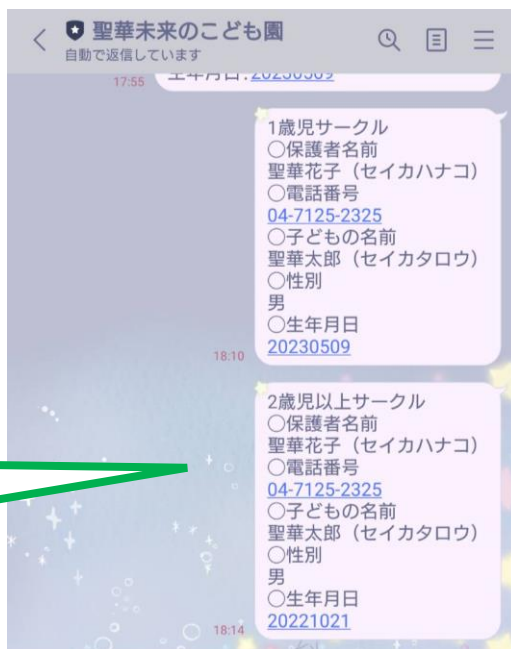 聖華未来のこども園
自動で返信しています
生年月日:20230509
17:55
1歳児サークル
○保護者名前
聖華花子（セイカハナコ）
○電話番号
04-7125-2325
○子どもの名前
聖華太郎（セイカタロウ）
○性別
男
○生年月日
20230509
18:10
2歳児以上サークル
○保護者名前
聖華花子（セイカハナコ）
○電話番号
04-7125-2325
○子どもの名前
聖華太郎（セイカタロウ）
○性別
男
○生年月日
20221021
18:14